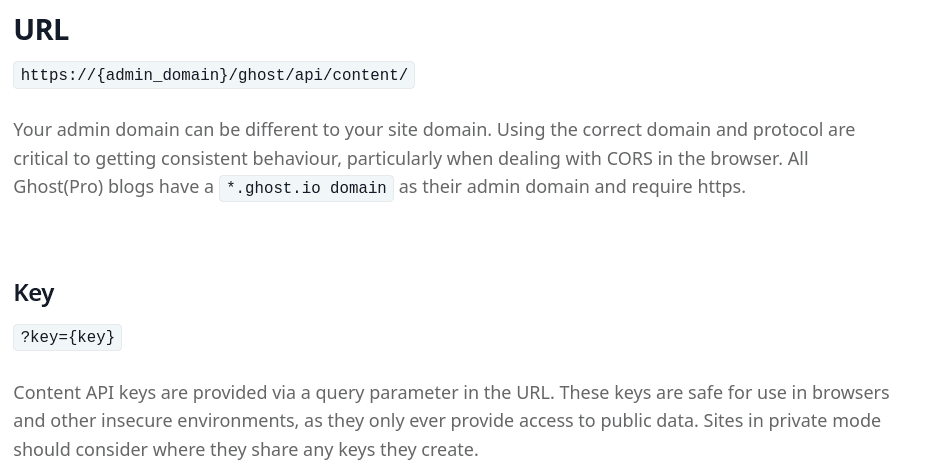 URL
https://{admin_domain}/ghost/api/content/
Your admin domain can be different to your site domain. Using the correct domain and protocol are
critical to getting consistent behaviour, particularly when dealing with CORS in the browser. All
Ghost(Pro) blogs have a *.ghost.io domain as their admin domain and require https.
Key
?key={key}
Content API keys are provided via a query parameter in the URL. These keys are safe for use in browsers
and other insecure environments, as they only ever provide access to public data. Sites in private mode
should consider where they share any keys they create.